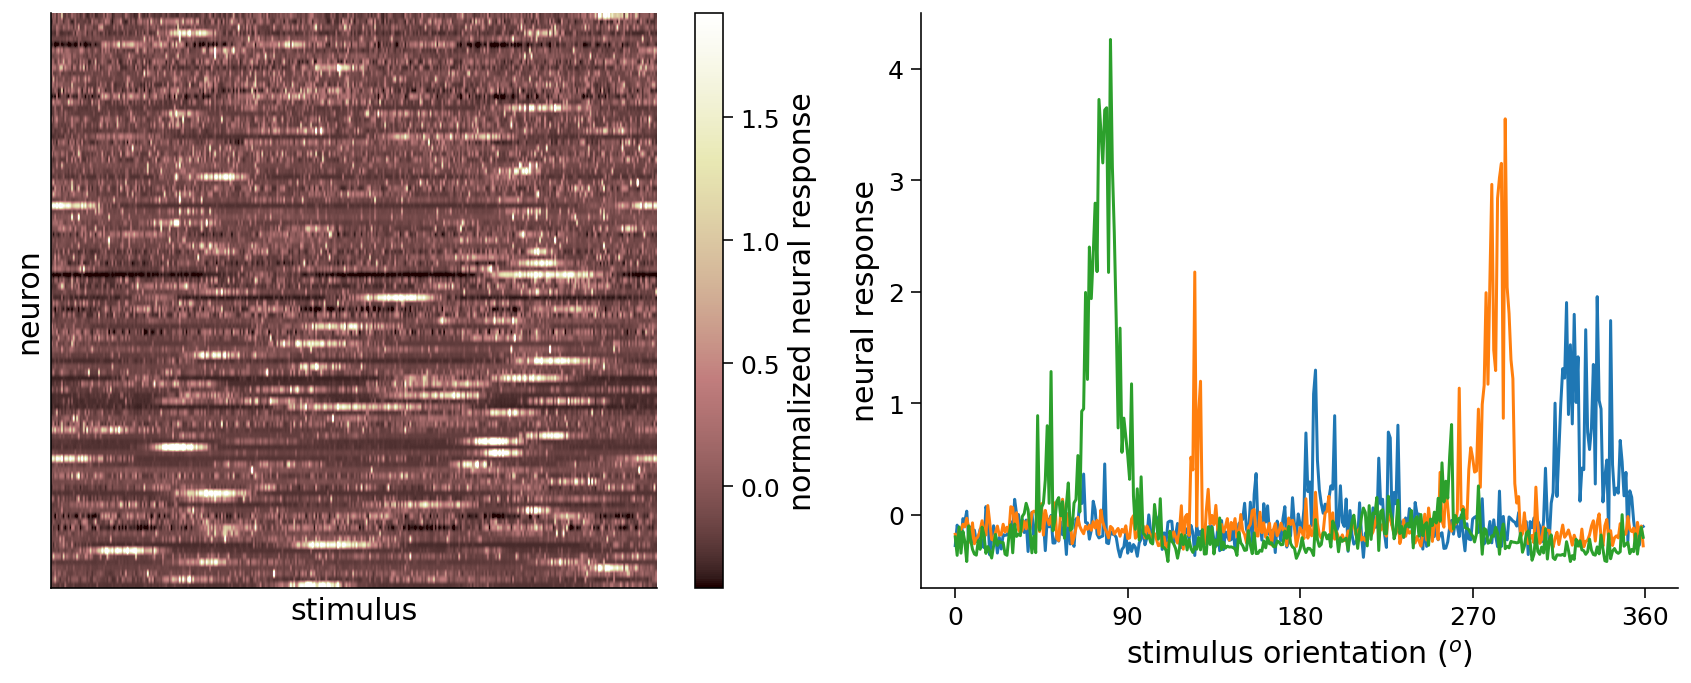 neuron
stimulus
1.5
1.0
0.5
0.0
normalized neural response
neural response
4
3
2
1
0
0 90 180 270 360
stimulus orientation (°)